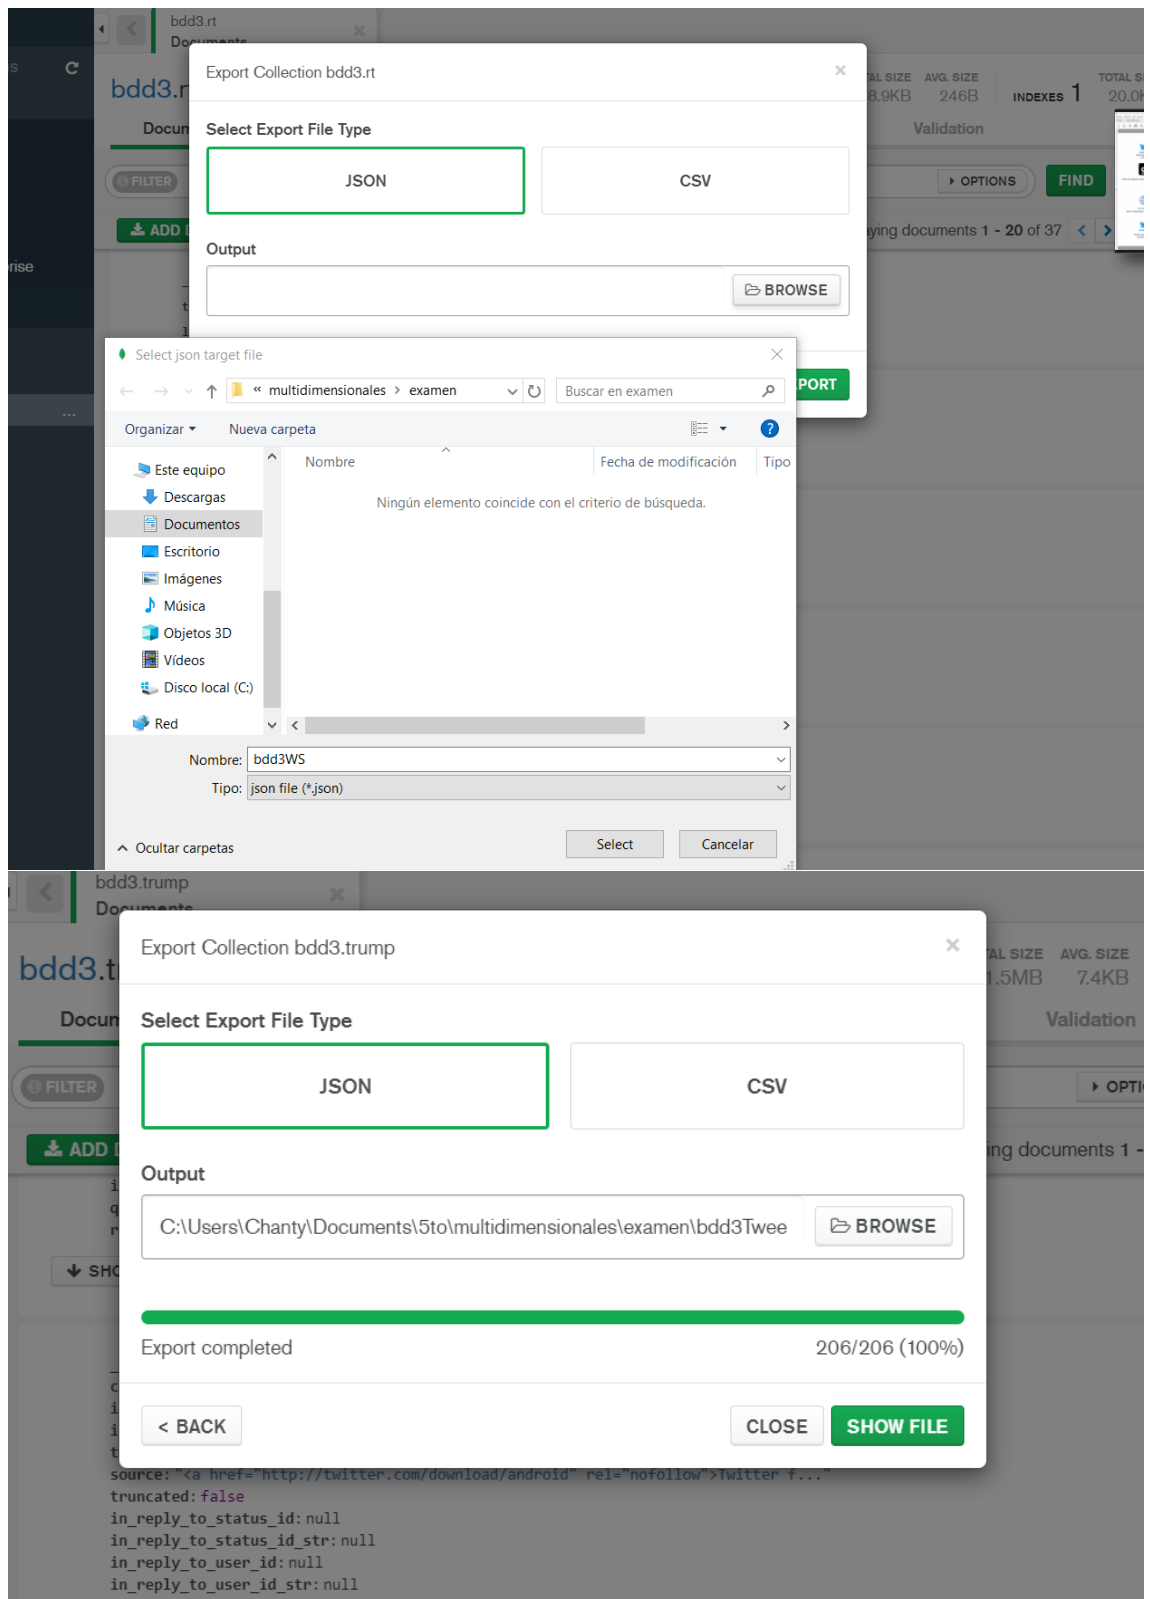 bdd3.rt
Documents
Export Collection bdd3.rt
bdd3.r
AVG. SIZE
8.9KB 246B
INDEXES 1
Select Export File Type
Validation
JSON
CSV
FILTER
OPTIONS
FIND
ADD
Output
ying documents 1 - 20 of 37
BROWSE
rise
Select json target file
PORT
« multidimensionales > examen
Buscar en examen
Organizar
Nueva carpeta
Nombre
Fecha de modificación
Tipo
Este equipo
Ningún elemento coincide con el criterio de búsqueda.
Descargas
Documentos
Escritorio
Imágenes
Música
Objetos 3D
Vídeos
Disco local (C:)
Red
Nombre: bdd3WS
Tipo: json file (*.json)
Ocultar carpetas
Select
Cancelar
bdd3.trump
Documents
Export Collection bdd3.trump
bdd3.t
AL SIZE AVG. SIZE
1.5MB 7.4KB
Select Export File Type
Docum
Validation
JSON
CSV
FILTER
OPTI
ADD
Output
ing documents 1 -
C:\Users\Chanty\Documents\5to\multidimensionales\examen\bdd3Twee
BROWSE
SHO
Export completed
206/206 (100%)
< BACK
CLOSE
SHOW FILE
source: "<a href="http://twitter.com/download/android" rel="nofollow">Twitter f..."
truncated: false
in_reply_to_status_id: null
in_reply_to_status_id_str: null
in_reply_to_user_id: null
in_reply_to_user_id_str: null